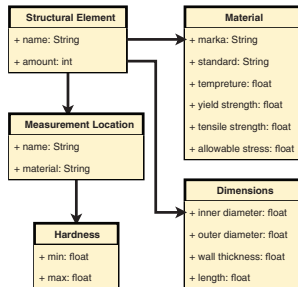 Structural Element
+ name: String
+ amount: int
Material
+ marka: String
+ standard: String
+ tempreture: float
+ yield strength: float
+ tensile strength: float
+ allowable stress: float
Measurement Location
+ name: String
+ material: String
Hardness
+ min: float
+ max: float
Dimensions
+ inner diameter: float
+ outer diameter: float
+ wall thickness: float
+ length: float